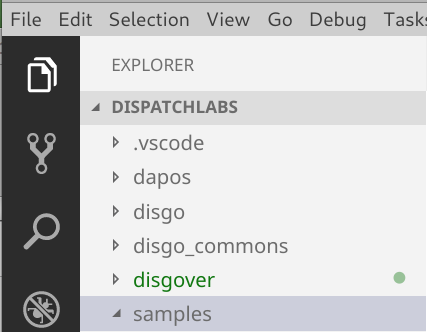 File Edit Selection View Go Debug Tasks
EXPLORER
DISPATCHLABS
.vscode
dapos
disgo
disgo_commons
disgover
samples